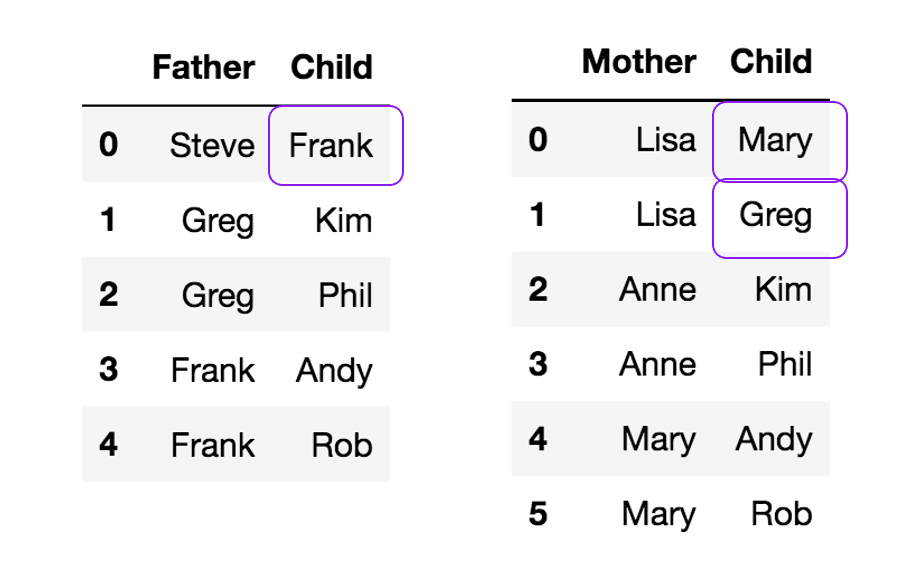 Father Child
0 Steve Frank
1 Greg Kim
2 Greg Phil
3 Frank Andy
4 Frank Rob
Mother Child
0 Lisa Mary
1 Lisa Greg
2 Anne Kim
3 Anne Phil
4 Mary Andy
5 Mary Rob